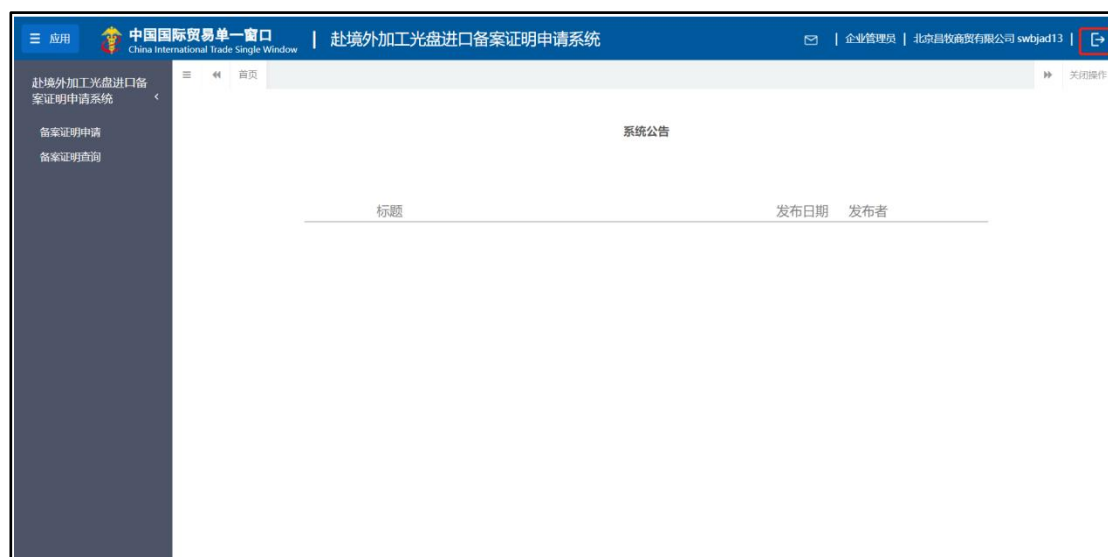 应用
中国国际贸易单一窗口
China International Trade Single Window
赴境外加工光盘进口备案证明申请系统
企业管理员
北京昌牧商贸有限公司 swbjad13
赴境外加工光盘进口备
案证明申请系统
首页
关闭操作
备案证明申请
备案证明查询
系统公告
标题
发布日期
发布者